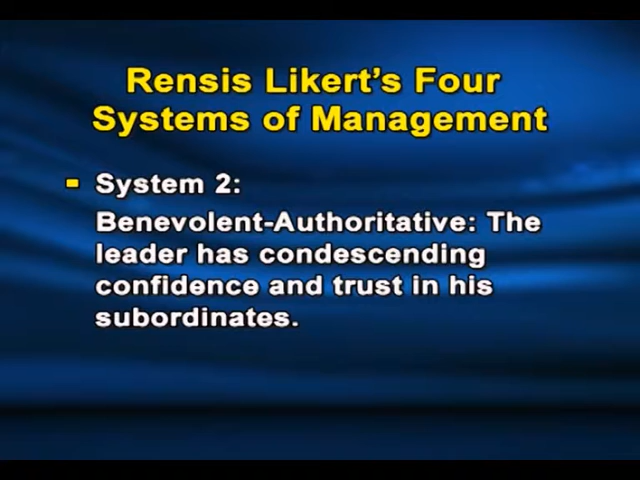 Rensis Likert's Four
Systems of Management
System 2:
Benevolent-Authoritative: The
leader has condescending
confidence and trust in his
subordinates.